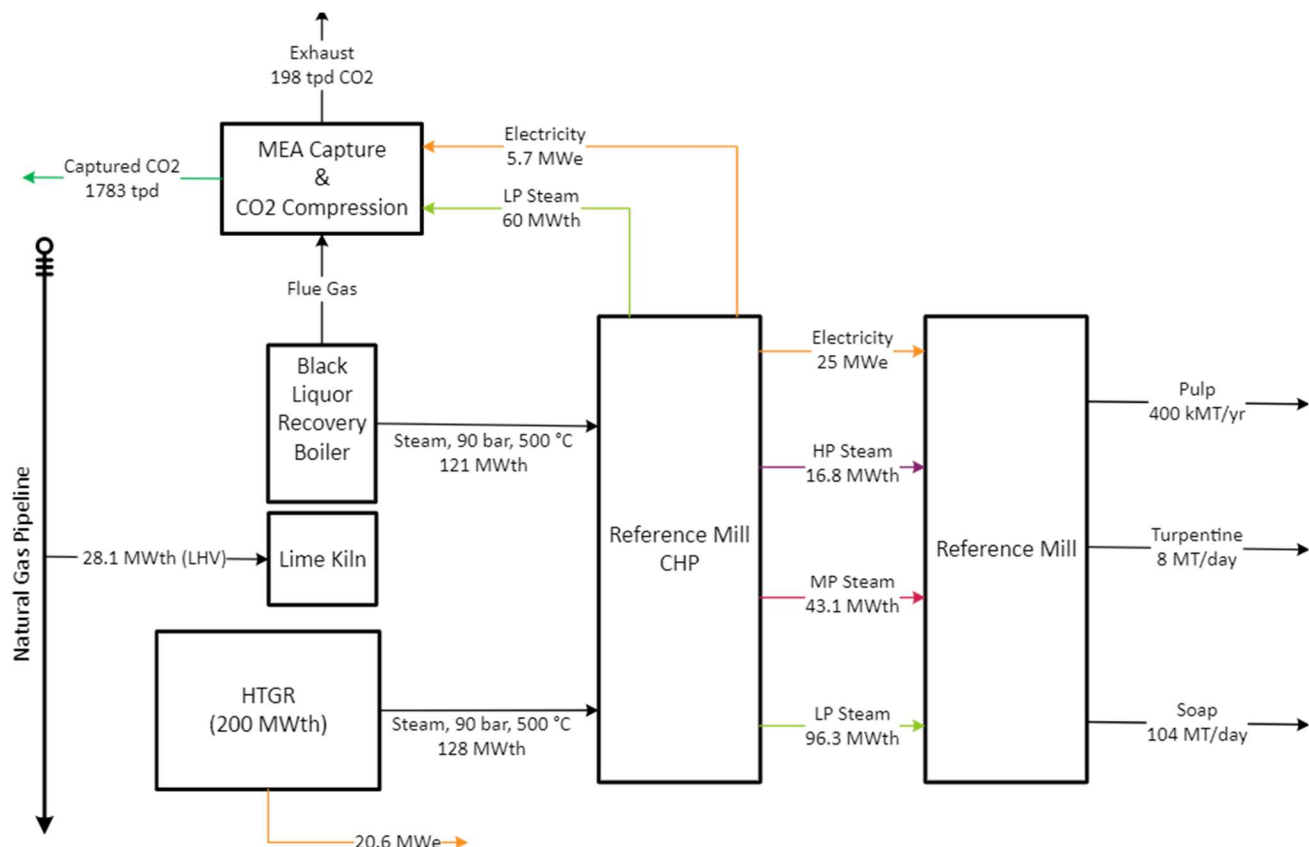 Exhaust
198 tpd CO2
MEA Capture
&
CO2 Compression
Captured CO2
1783 tpd
Electricity
5.7 MWe
LP Steam
60 MWth
Flue Gas
Natural Gas Pipeline
Black
Liquor
Recovery
Boiler
Steam, 90 bar, 500 °C
121 MWth
28.1 MWth (LHV)
Lime Kiln
HTGR
(200 MWth)
Steam, 90 bar, 500 °C
128 MWth
20.6 MWe
Reference Mill
CHP
Electricity
25 MWe
HP Steam
16.8 MWth
MP Steam
43.1 MWth
LP Steam
96.3 MWth
Reference Mill
Pulp
400 kMT/yr
Turpentine
8 MT/day
Soap
104 MT/day